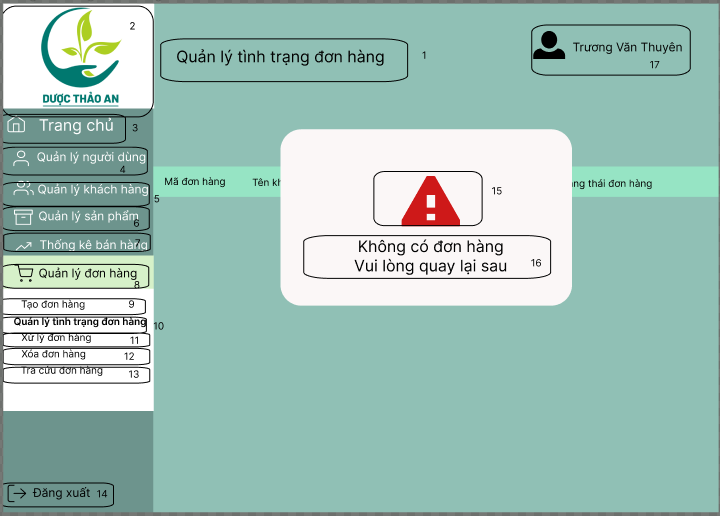 2
DƯỢC THẢO AN
Quản lý tình trạng đơn hàng 1
Trương Văn Thuyên
17
Trang chủ 3
Quản lý người dùng
4
Quản lý khách hàng
5
Quản lý sản phẩm
6
Thống kê bán hàng
7
Quản lý đơn hàng
8
Tạo đơn hàng 9
Quản lý tình trạng đơn hàng 10
Xử lý đơn hàng 11
Xóa đơn hàng 12
Tra cứu đơn hàng 13
Đăng xuất 14
Mã đơn hàng Tên thái đơn hàng
15
Không có đơn hàng
Vui lòng quay lại sau 16